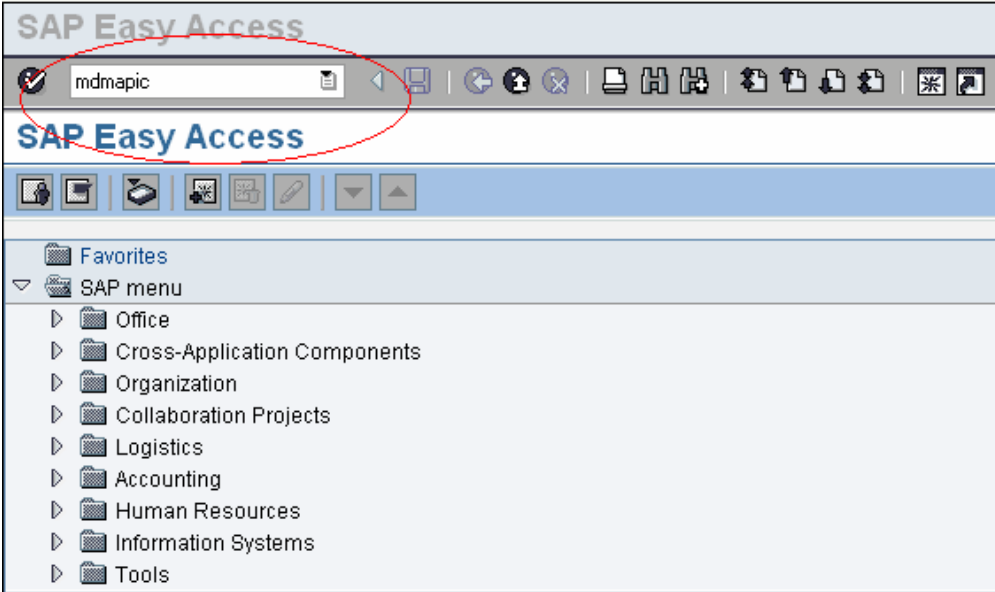 SAP Easy Access
mdmapic
SAP Easy Access
Favorites
SAP menu
Office
Cross-Application Components
Organization
Collaboration Projects
Logistics
Accounting
Human Resources
Information Systems
Tools